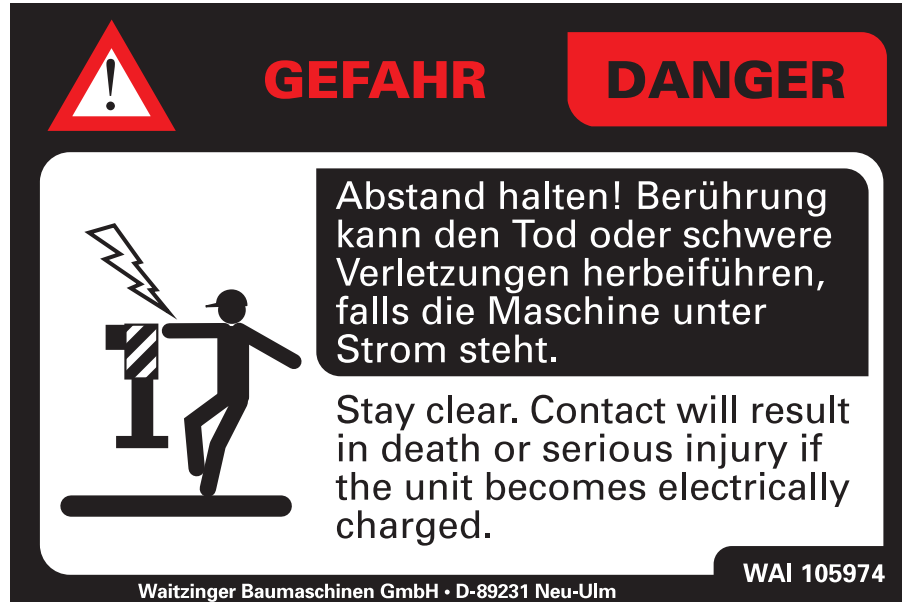 GEFAHR
DANGER
Abstand halten! Berührung
kann den Tod oder schwere
Verletzungen herbeiführen,
falls die Maschine unter
Strom steht.
Stay clear. Contact will result
in death or serious injury if
the unit becomes electrically
charged.
WAI 105974
Waitzinger Baumaschinen GmbH • D-89231 Neu-Ulm